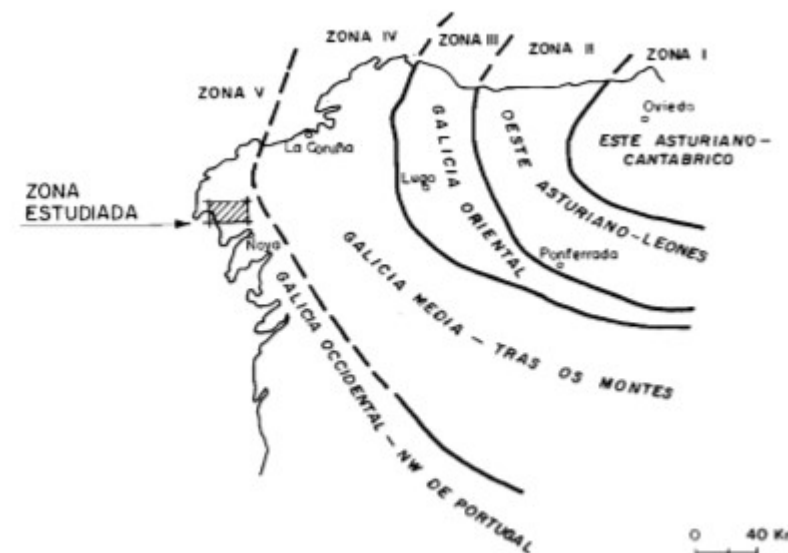 ZONA IV
ZONA III
ZONA II
ZONA I
ZONA V
Oviedo
ESTE ASTURIANO-
CANTABRICO
La Coruña
GALICIA ORIENTAL
OESTE ASTURIANO-LEONES
Lugo
ZONA
ESTUDIADA
Noya
Ponferrada
GALICIA MEDIA - TRAS OS MONTES
GALICIA OCCIDENTAL - NW DE PORTUGAL
0 40 Km